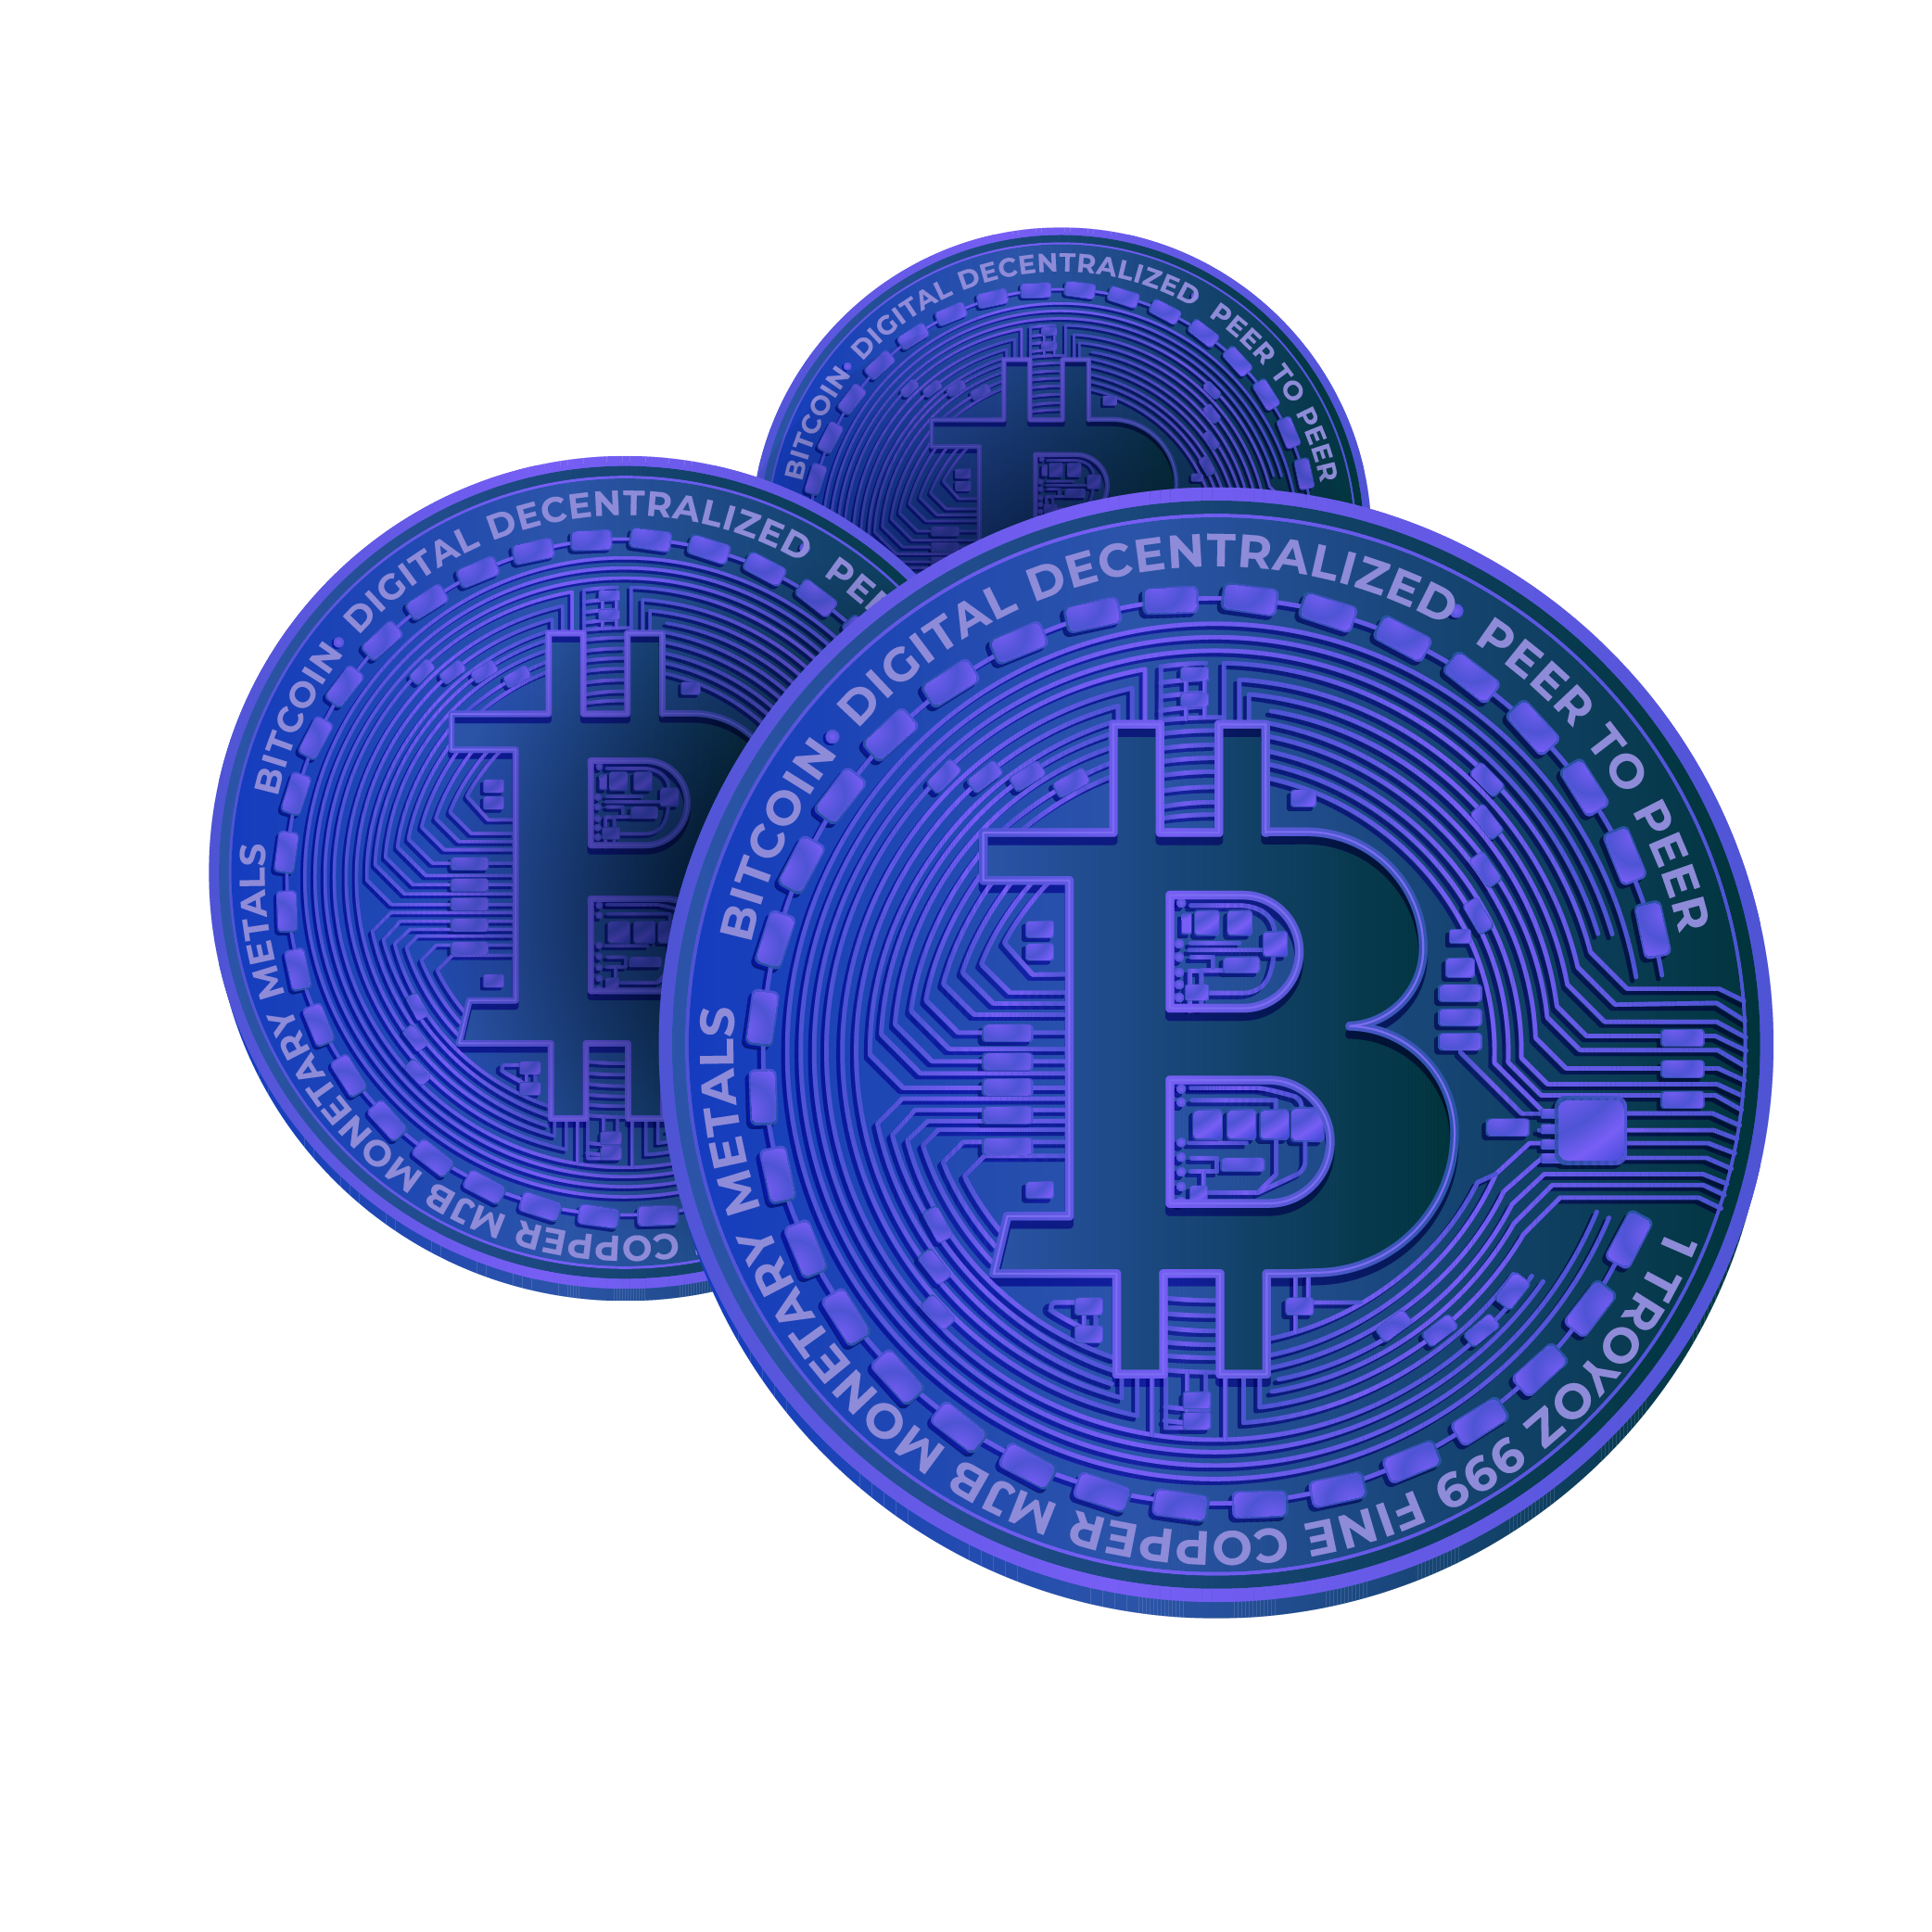 BITCOIN. DIGITAL DECENTRALIZED PEER TO PEER
BITCOIN. DIGITAL DECENTRALIZED
MONETARY METALS
COPPER MJB
BITCOIN. DIGITAL DECENTRALIZED. PEER TO PEER
1 TROYOZ 999 FINE COPPER MJB MONETARY METALS